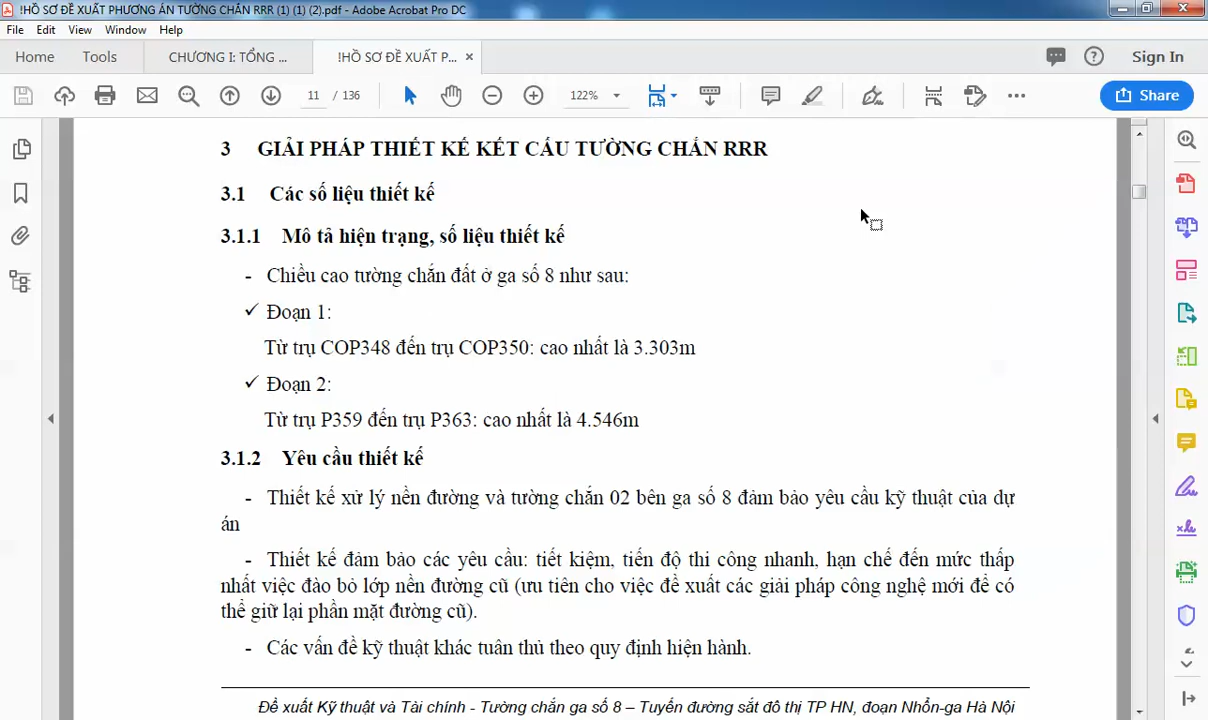 !HỒ SƠ ĐỀ XUẤT PHƯƠNG ÁN TƯỜNG CHẮN RRR (1) (1) (2).pdf - Adobe Acrobat Pro DC
File Edit View Window Help
Home Tools CHƯƠNG I: TỔNG ... !HỒ SƠ ĐỀ XUẤT P... × Sign In
11 / 136 122% Share
3 GIẢI PHÁP THIẾT KẾ KẾT CẤU TƯỜNG CHẮN RRR
3.1 Các số liệu thiết kế
3.1.1 Mô tả hiện trạng, số liệu thiết kế
- Chiều cao tường chắn đất ở ga số 8 như sau:
✓ Đoạn 1:
Từ trụ COP348 đến trụ COP350: cao nhất là 3.303m
✓ Đoạn 2:
Từ trụ P359 đến trụ P363: cao nhất là 4.546m
3.1.2 Yêu cầu thiết kế
- Thiết kế xử lý nền đường và tường chắn 02 bên ga số 8 đảm bảo yêu cầu kỹ thuật của dự
án
- Thiết kế đảm bảo các yêu cầu: tiết kiệm, tiến độ thi công nhanh, hạn chế đến mức thấp
nhất việc đào bỏ lớp nền đường cũ (ưu tiên cho việc đề xuất các giải pháp công nghệ mới để có
thể giữ lại phần mặt đường cũ).
- Các vấn đề kỹ thuật khác tuân thủ theo quy định hiện hành.
Đề xuất Kỹ thuật và Tài chính - Tường chắn ga số 8 – Tuyến đường sắt đô thị TP HN, đoạn Nhổn-ga Hà Nội